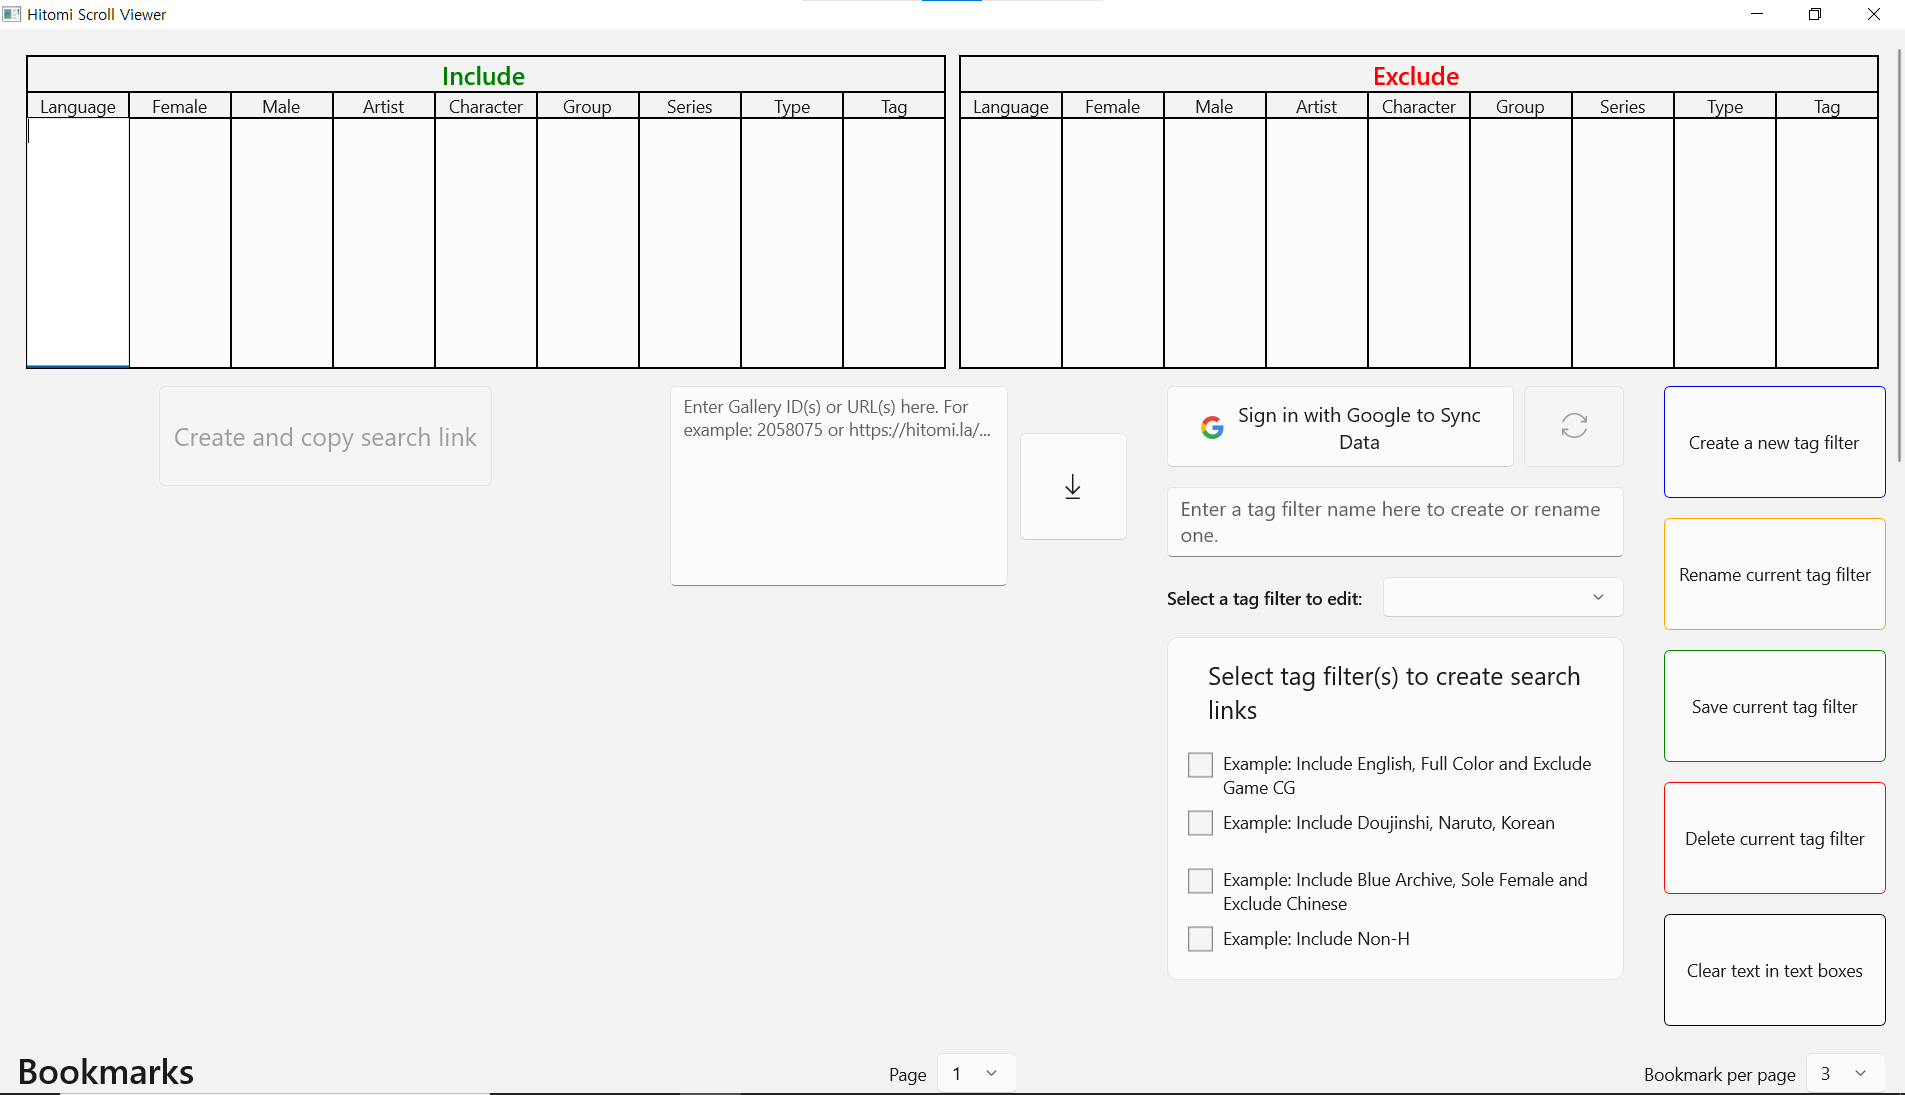 Hitomi Scroll Viewer
Include
Language Female Male Artist Character Group Series Type Tag
Exclude
Language Female Male Artist Character Group Series Type Tag
Create and copy search link
Enter Gallery ID(s) or URL(s) here. For
example: 2058075 or https://hitomi.la/...
Sign in with Google to Sync
Data
Enter a tag filter name here to create or rename
one.
Select a tag filter to edit:
Select tag filter(s) to create search
links
Example: Include English, Full Color and Exclude
Game CG
Example: Include Doujinshi, Naruto, Korean
Example: Include Blue Archive, Sole Female and
Exclude Chinese
Example: Include Non-H
Create a new tag filter
Rename current tag filter
Save current tag filter
Delete current tag filter
Clear text in text boxes
Bookmarks
Page 1
Bookmark per page 3